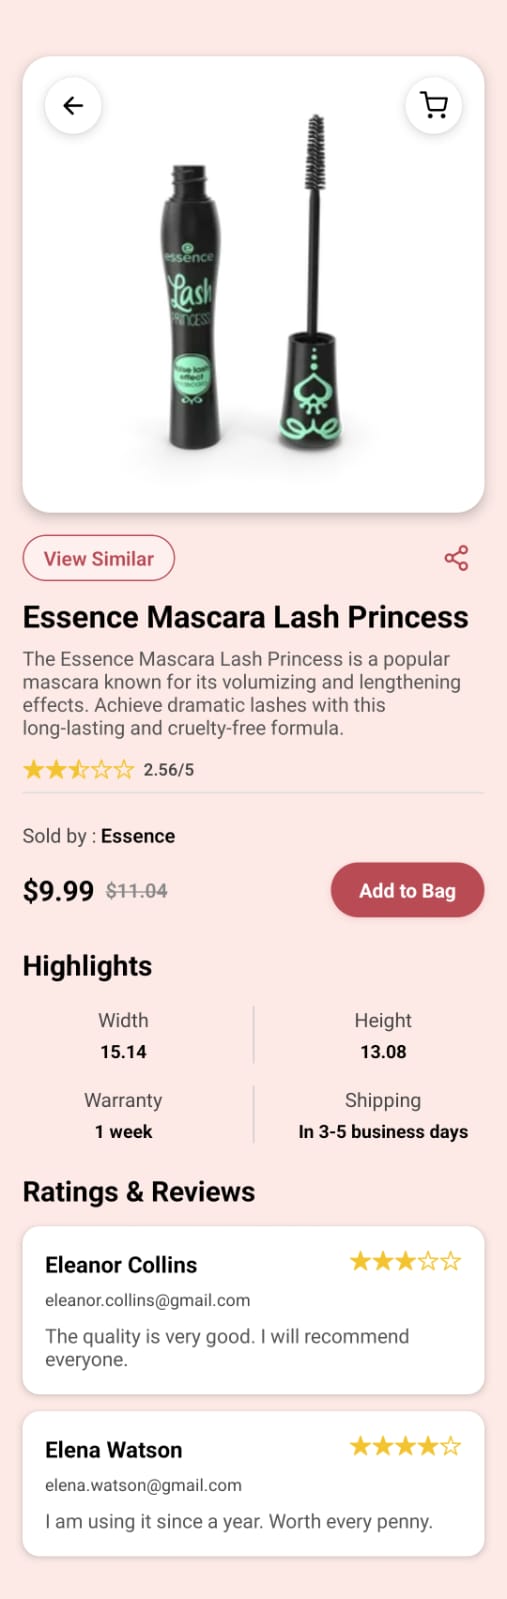 essence
Lash
PRINCESS
false lash
effect
mascara
View Similar
Essence Mascara Lash Princess
The Essence Mascara Lash Princess is a popular
mascara known for its volumizing and lengthening
effects. Achieve dramatic lashes with this
long-lasting and cruelty-free formula.
2.56/5
Sold by : Essence
$9.99 $11.04
Add to Bag
Highlights
Width
15.14
Height
13.08
Warranty
1 week
Shipping
In 3-5 business days
Ratings & Reviews
Eleanor Collins
eleanor.collins@gmail.com
The quality is very good. I will recommend
everyone.
Elena Watson
elena.watson@gmail.com
I am using it since a year. Worth every penny.